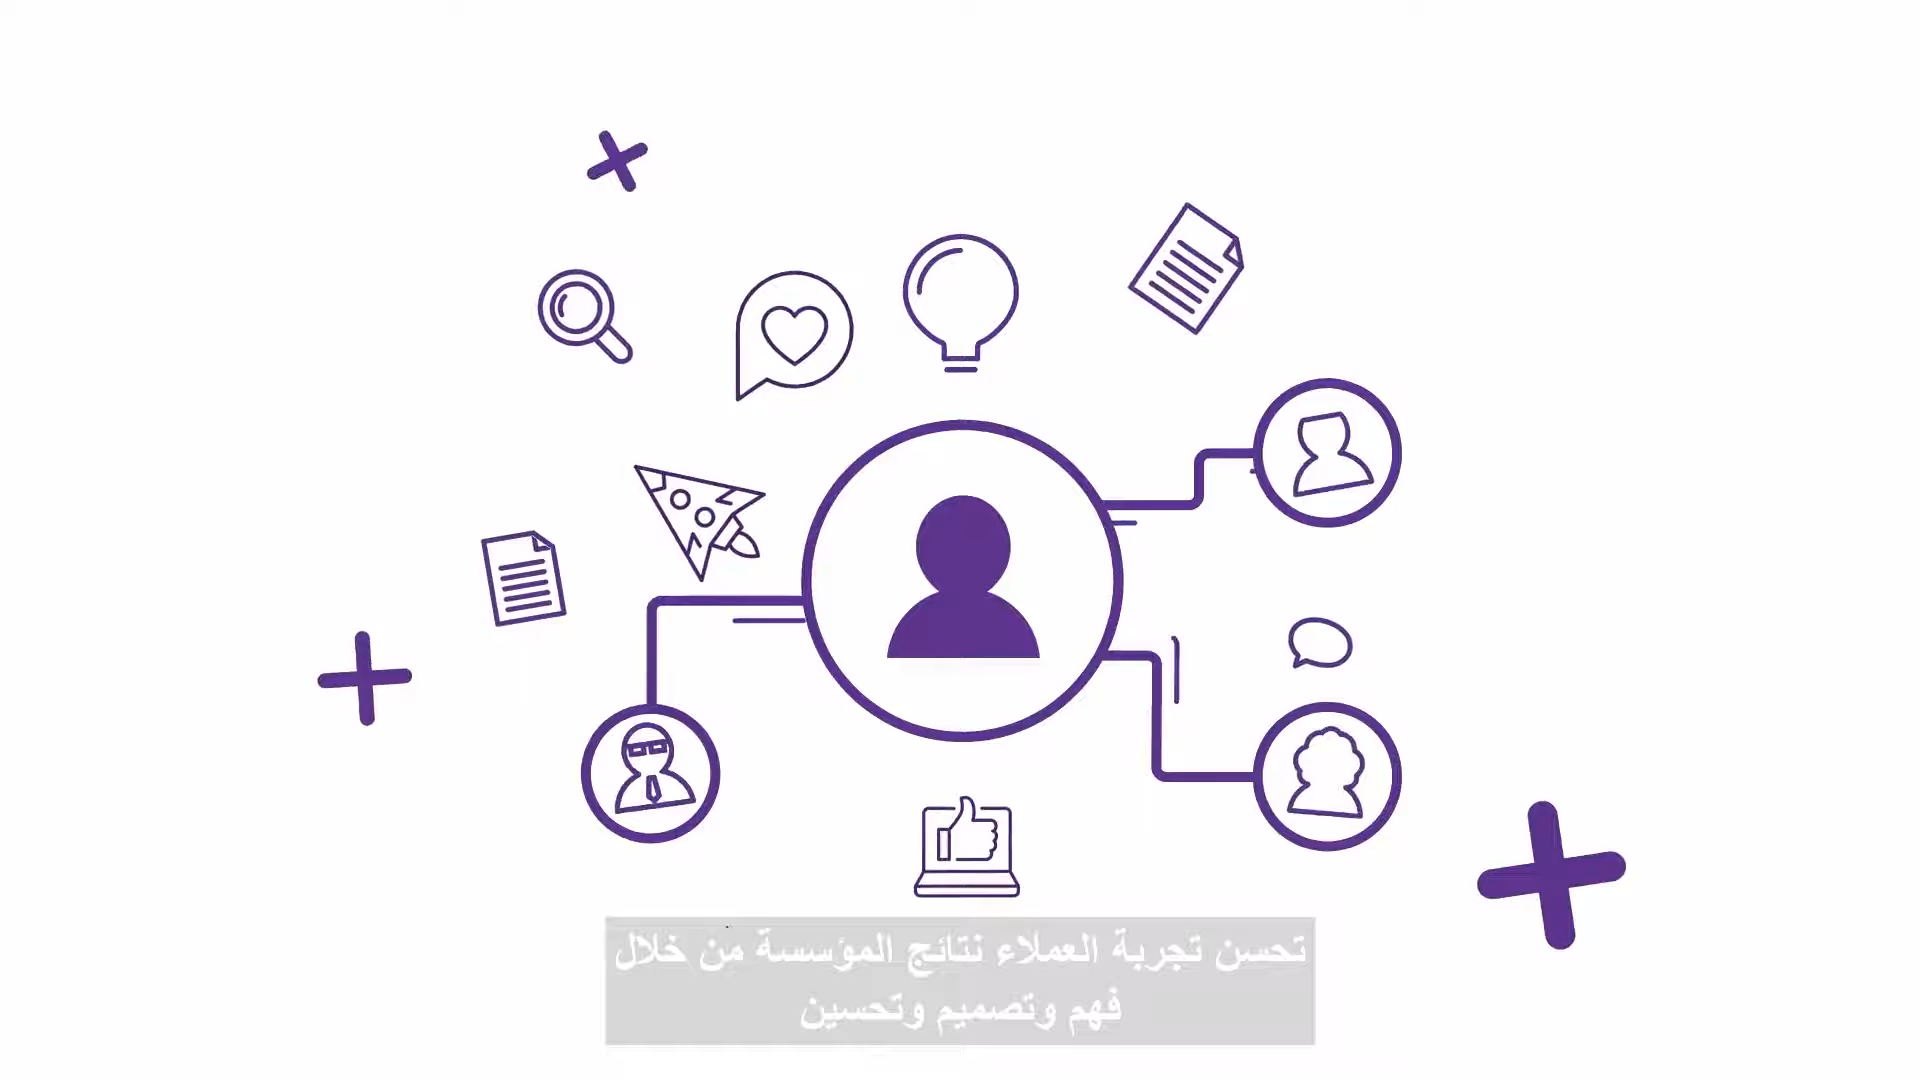 تحسن تجربة العملاء نتائج المؤسسة من خلال
فهم وتصميم وتحسين